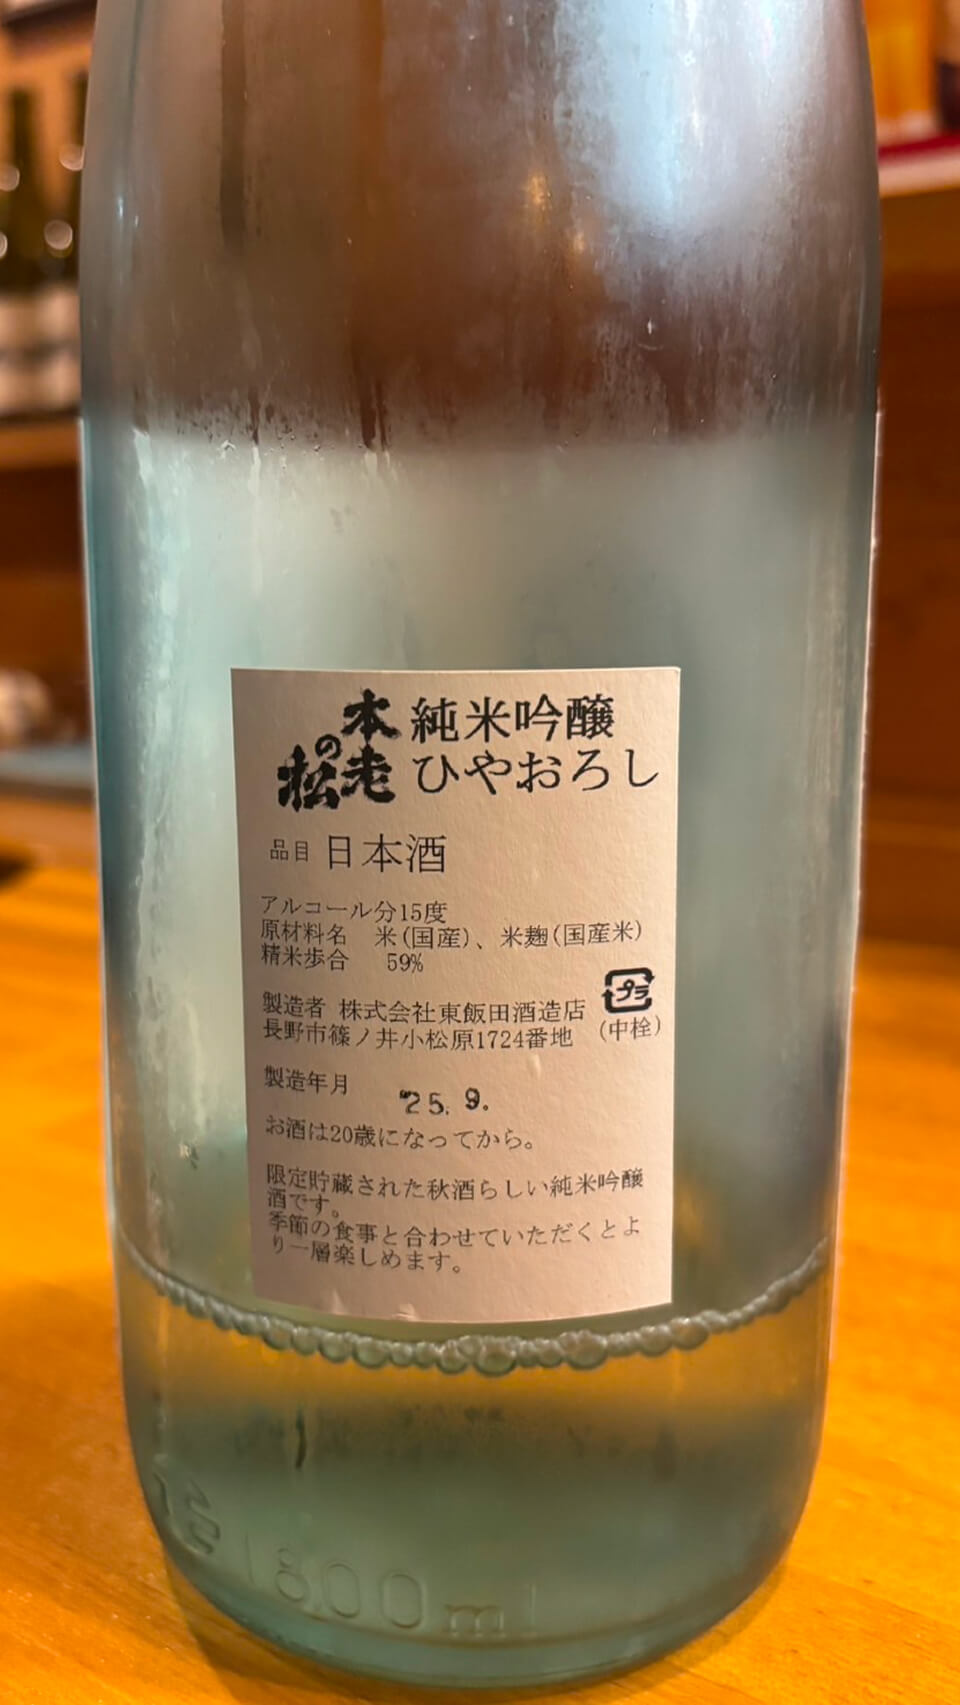 本老の松
純米吟醸
ひやおろし
品目 日本酒
アルコール分15度
原材料名 米(国産)、米麹(国産米)
精米歩合 59%
プラ
(中栓)
製造者 株式会社東飯田酒造店
長野市篠ノ井小松原1724番地
製造年月 '25. 9.
お酒は20歳になってから。
限定貯蔵された秋酒らしい純米吟醸
酒です。
季節の食事と合わせていただくとよ
り一層楽しめます。
1800ml